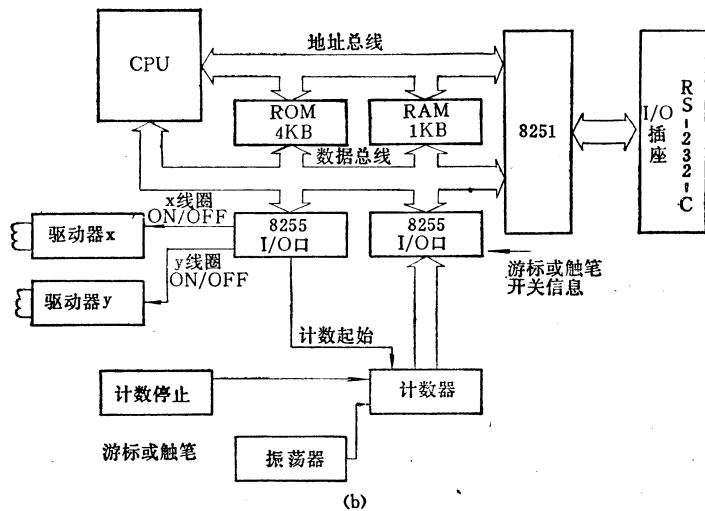 地址总线
CPU
ROM
4KB
RAM
1KB
8251
I/O
插座
RS-232-C
数据总线
x线圈
ON/OFF
8255
I/O口
8255
I/O口
驱动器x
y线圈
ON/OFF
驱动器y
游标或触笔
开关信息
计数起始
计数停止
计数器
游标或触笔
振荡器
(b)